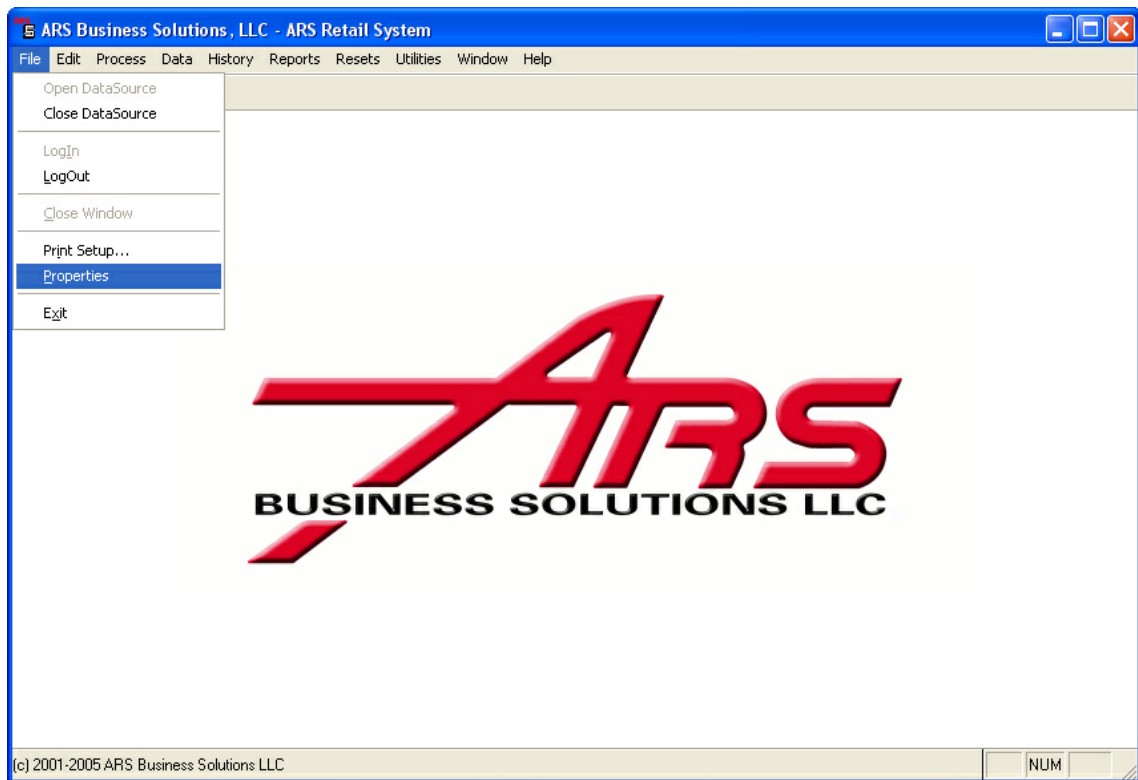 ARS Business Solutions, LLC - ARS Retail System
File Edit Process Data History Reports Resets Utilities Window Help
Open DataSource
Close DataSource
LogIn
LogOut
Close Window
Print Setup...
Properties
Exit
ARS
BUSINESS SOLUTIONS LLC
(c) 2001-2005 ARS Business Solutions LLC NUM